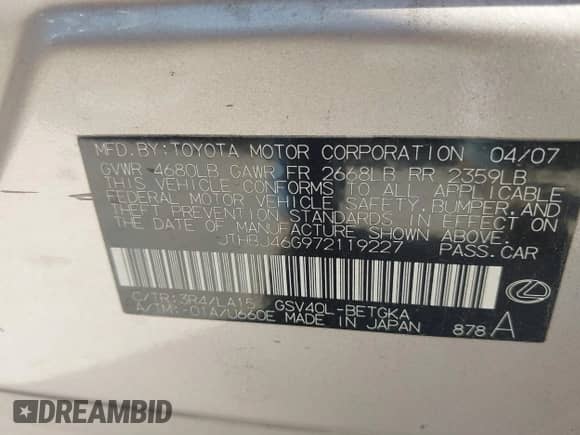 MFD.BY:TOYOTA MOTOR CORPORATION 04/07
GVWR 4680LB GAWR FR 2668LB RR 2359LB
THIS VEHICLE CONFORMS TO ALL APPLICABLE
FEDERAL MOTOR VEHICLE SAFETY, BUMPER, AND
THEFT PREVENTION STANDARDS IN EFFECT ON
THE DATE OF MANUFACTURE SHOWN ABOVE.
JTHBJ46G972119227 PASS.CAR
C/TR:3R4/LA15 GSV40L-BETGKA
A/TM:-01A/U660E MADE IN JAPAN 878 A
DREAMBID